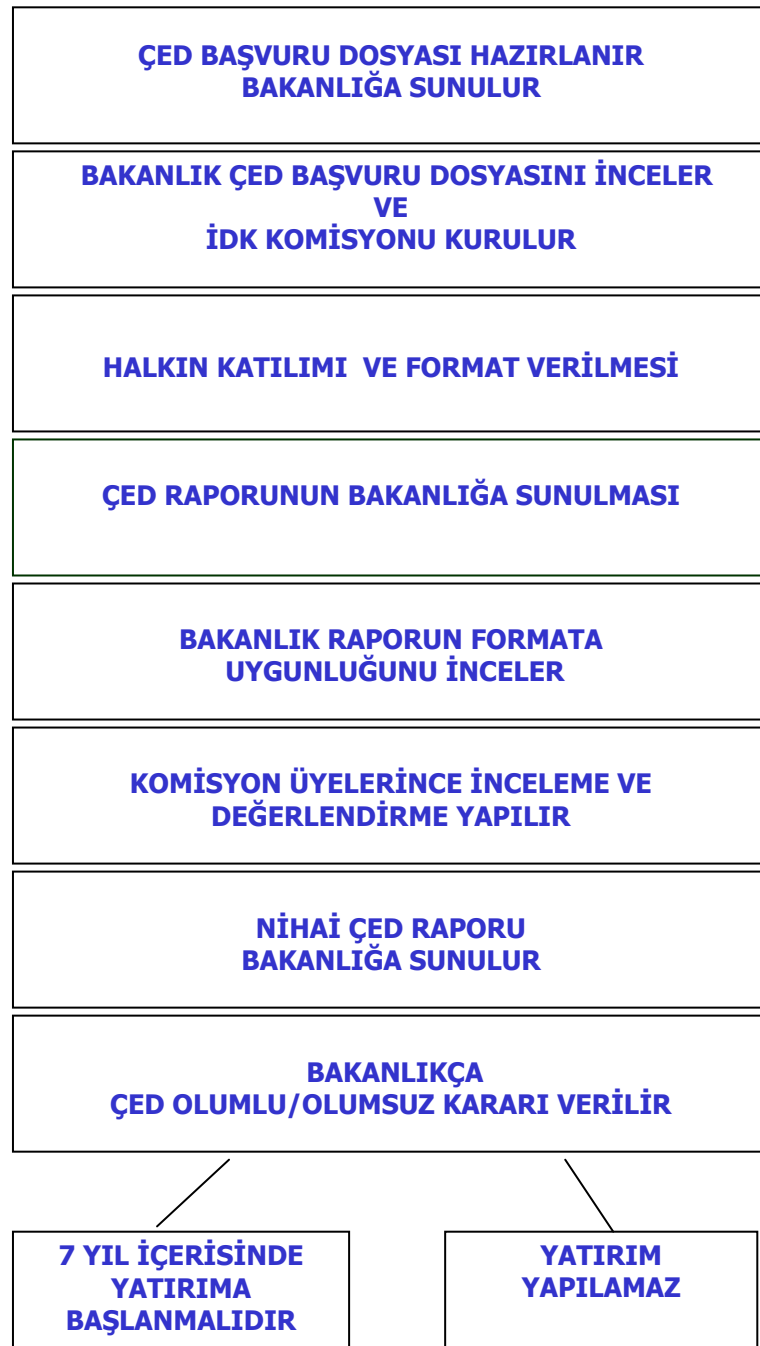 ÇED BAŞVURU DOSYASI HAZIRLANIR
BAKANLIĞA SUNULUR
BAKANLIK ÇED BAŞVURU DOSYASINI İNCELER
VE
İDK KOMİSYONU KURULUR
HALKIN KATILIMI VE FORMAT VERİLMESİ
ÇED RAPORUNUN BAKANLIĞA SUNULMASI
BAKANLIK RAPORUN FORMATA
UYGUNLUĞUNU İNCELER
KOMİSYON ÜYELERİNCE İNCELEME VE
DEĞERLENDİRME YAPILIR
NİHAİ ÇED RAPORU
BAKANLIĞA SUNULUR
BAKANLIKÇA
ÇED OLUMLU/OLUMSUZ KARARI VERİLİR
7 YIL İÇERİSİNDE
YATIRIMA
BAŞLANMALIDIR
YATIRIM
YAPILAMAZ